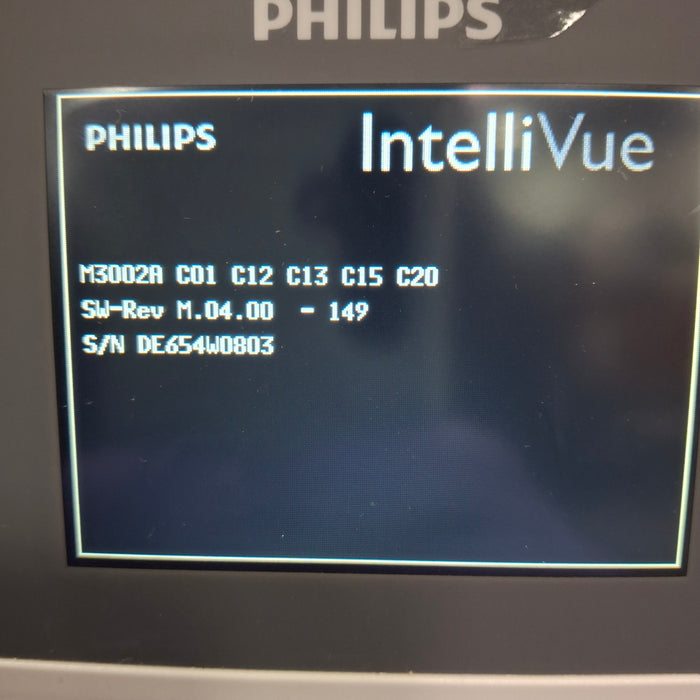 PHILIPS
PHILIPS IntelliVue
M3002A C01 C12 C13 C15 C20
SW-Rev M.04.00 - 149
S/N DE654W0803